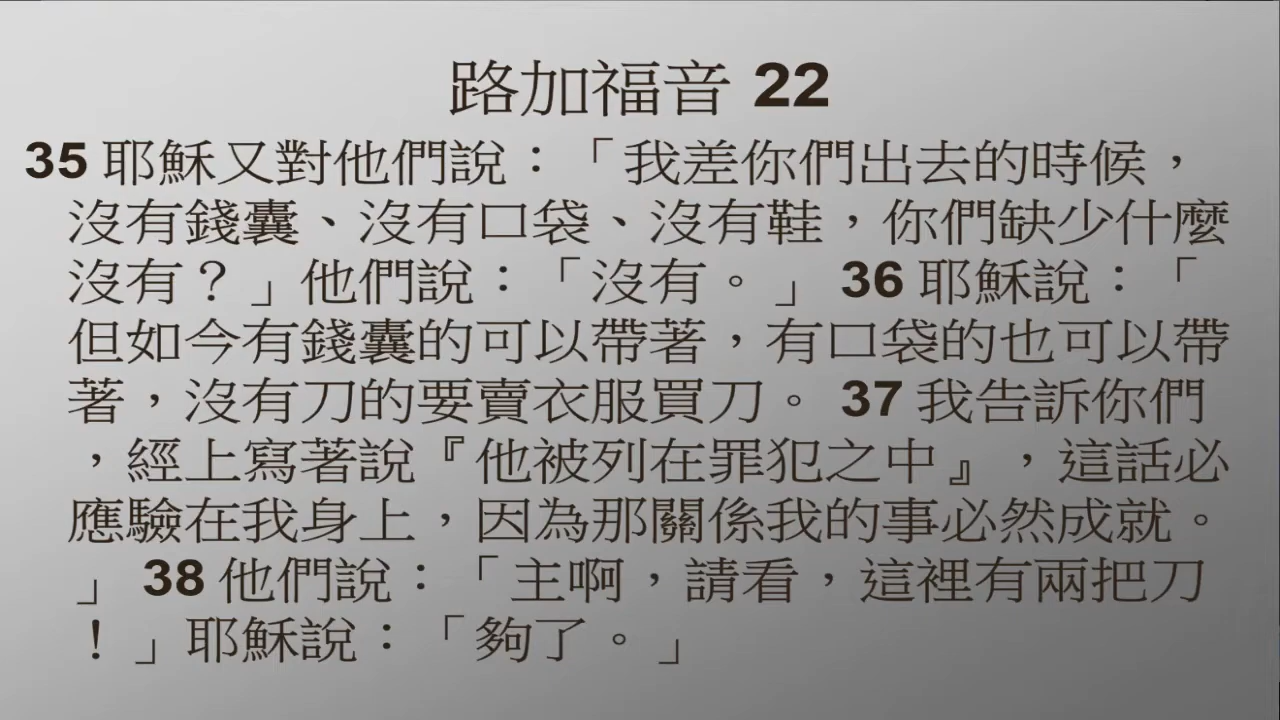 路加福音 22
35 耶穌又對他們說：「我差你們出去的時候，
沒有錢囊、沒有口袋、沒有鞋，你們缺少什麼
沒有？」他們說：「沒有。」 36 耶穌說：「
但如今有錢囊的可以帶著，有口袋的也可以帶
著，沒有刀的要賣衣服買刀。 37 我告訴你們
，經上寫著說『他被列在罪犯之中』，這話必
應驗在我身上，因為那關係我的事必然成就。
」 38 他們說：「主啊，請看，這裡有兩把刀
！」耶穌說：「夠了。」